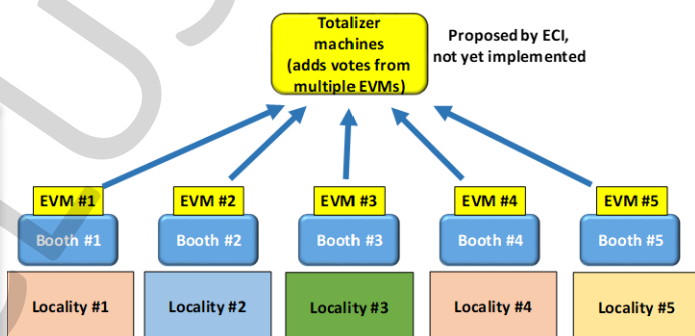 Totalizer
machines
(adds votes from
multiple EVMs)
Proposed by ECI,
not yet implemented
EVM #1
EVM #2
EVM #3
EVM #4
EVM #5
Booth #1
Booth #2
Booth #3
Booth #4
Booth #5
Locality #1
Locality #2
Locality #3
Locality #4
Locality #5